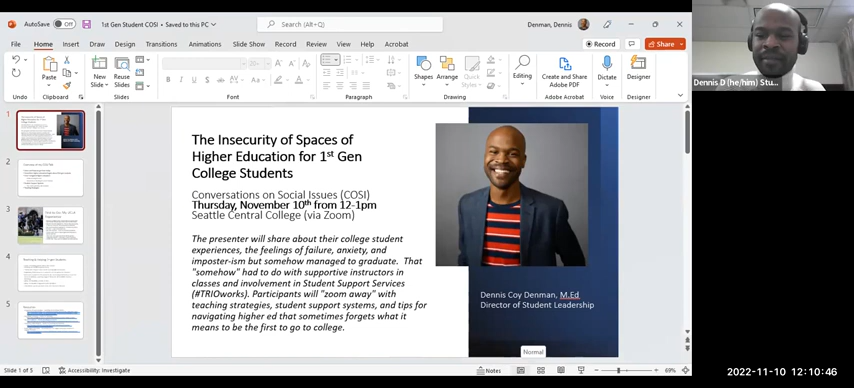 AutoSave Off
1st Gen Student COSI • Saved to this PC
Search (Alt+Q)
Denman, Dennis
File Home Insert Draw Design Transitions Animations Slide Show Record Review View Help Acrobat
Record
Share
Paste
New
Slide
Reuse
Slides
Shapes
Arrange
Quick
Styles
Editing
Create and Share
Adobe PDF
Dictate
Designer
Clipboard
Slides
Font
Paragraph
Drawing
Adobe Acrobat
Voice
Designer
Dennis D (he/him) Stu...
1
2
3
4
5
The Insecurity of Spaces of
Higher Education for 1st Gen
College Students
Conversations on Social Issues (COSI)
Thursday, November 10th from 12-1pm
Seattle Central College (via Zoom)
The presenter will share about their college student
experiences, the feelings of failure, anxiety, and
imposter-ism but somehow managed to graduate. That
"somehow" had to do with supportive instructors in
classes and involvement in Student Support Services
(#TRIOworks). Participants will "zoom away" with
teaching strategies, student support systems, and tips for
navigating higher ed that sometimes forgets what it
means to be the first to go to college.
Dennis Coy Denman, M.Ed
Director of Student Leadership
Normal
Slide 1 of 5
Accessibility: Investigate
Notes
69%
2022-11-10 12:10:46